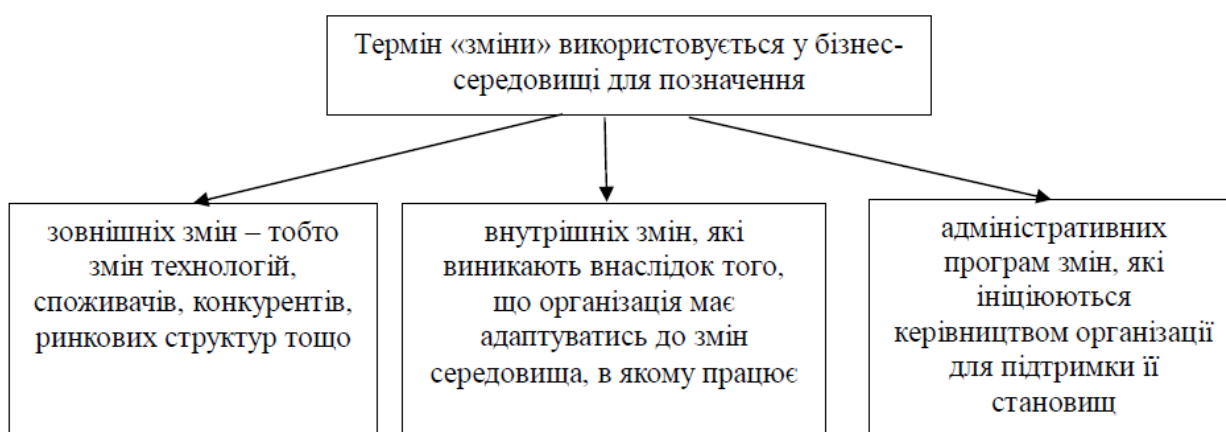 Термін «зміни» використовується у бізнес-
середовищі для позначення
зовнішніх змін – тобто
змін технологій,
споживачів, конкурентів,
ринкових структур тощо
внутрішніх змін, які
виникають внаслідок того,
що організація має
адаптуватись до змін
середовища, в якому працює
адміністративних
програм змін, які
ініціюються
керівництвом організації
для підтримки її
становищ